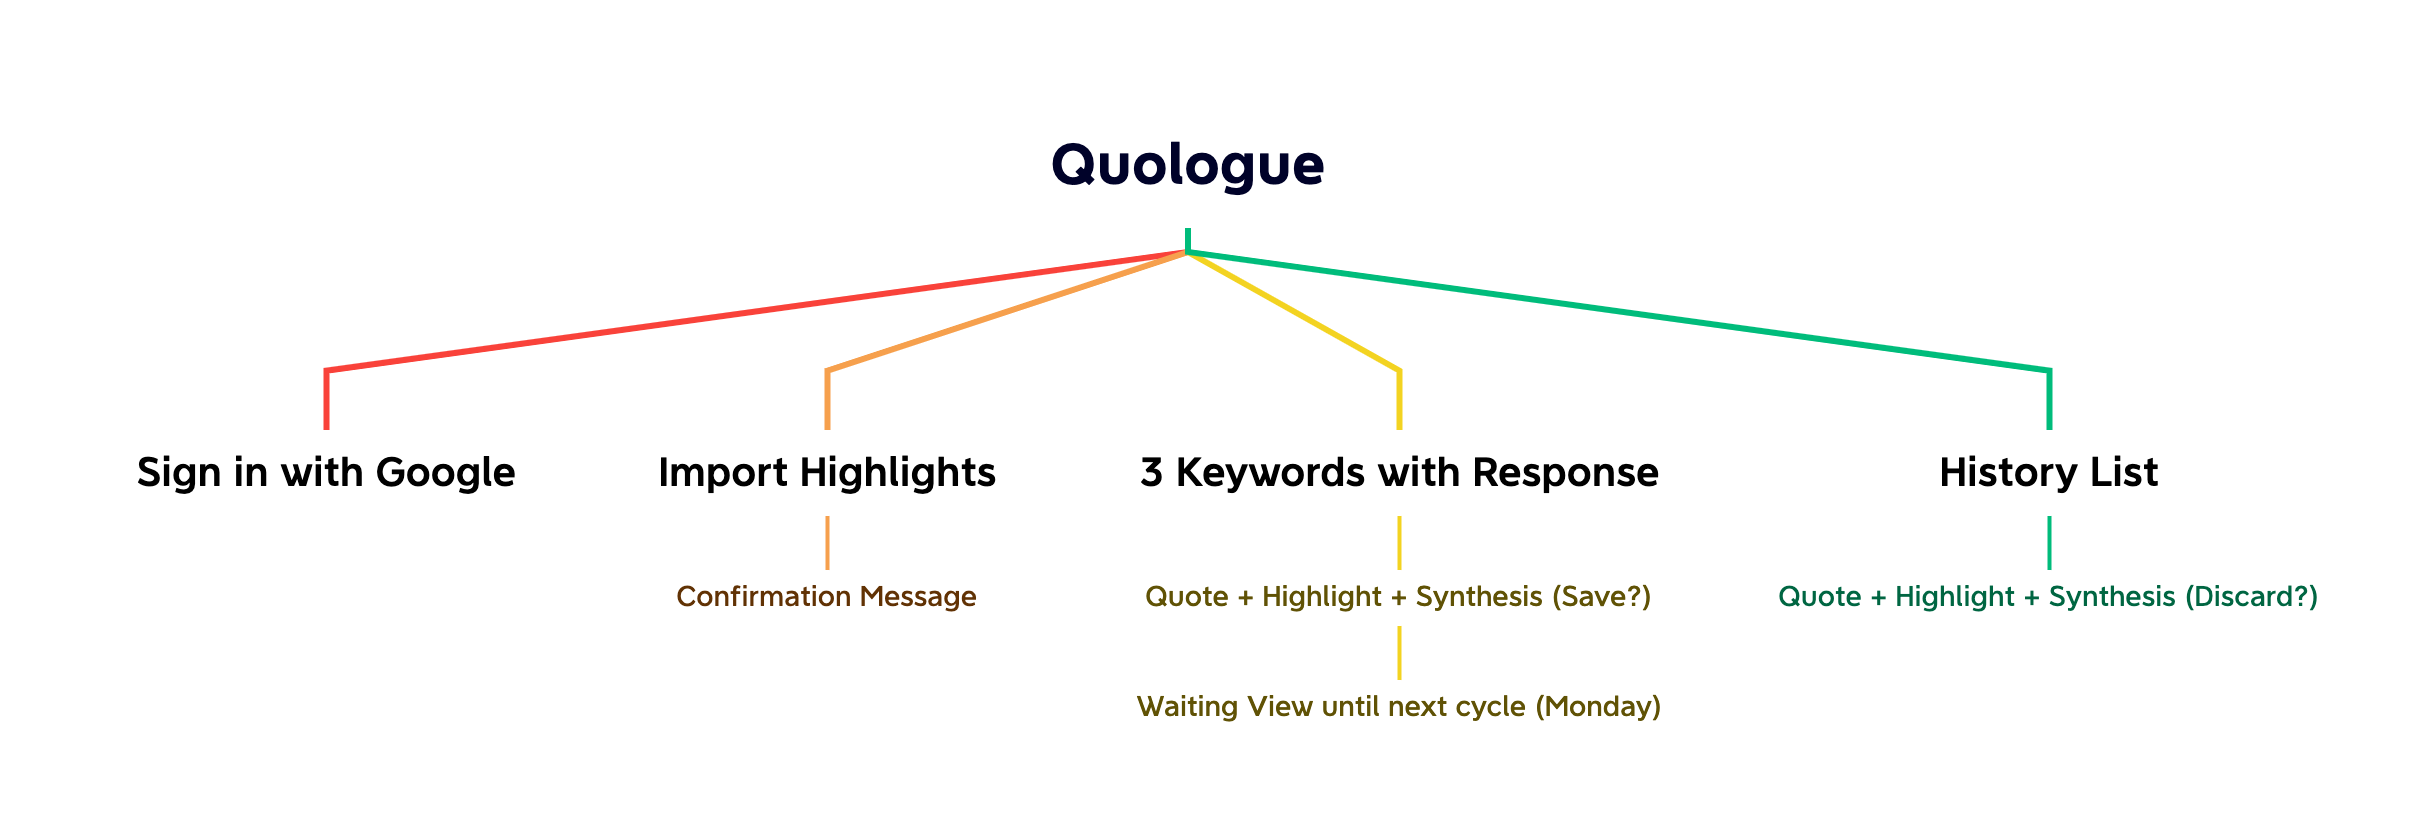 Quologue
Sign in with Google
Import Highlights
3 Keywords with Response
History List
Confirmation Message
Quote + Highlight + Synthesis (Save?)
Quote + Highlight + Synthesis (Discard?)
Waiting View until next cycle (Monday)